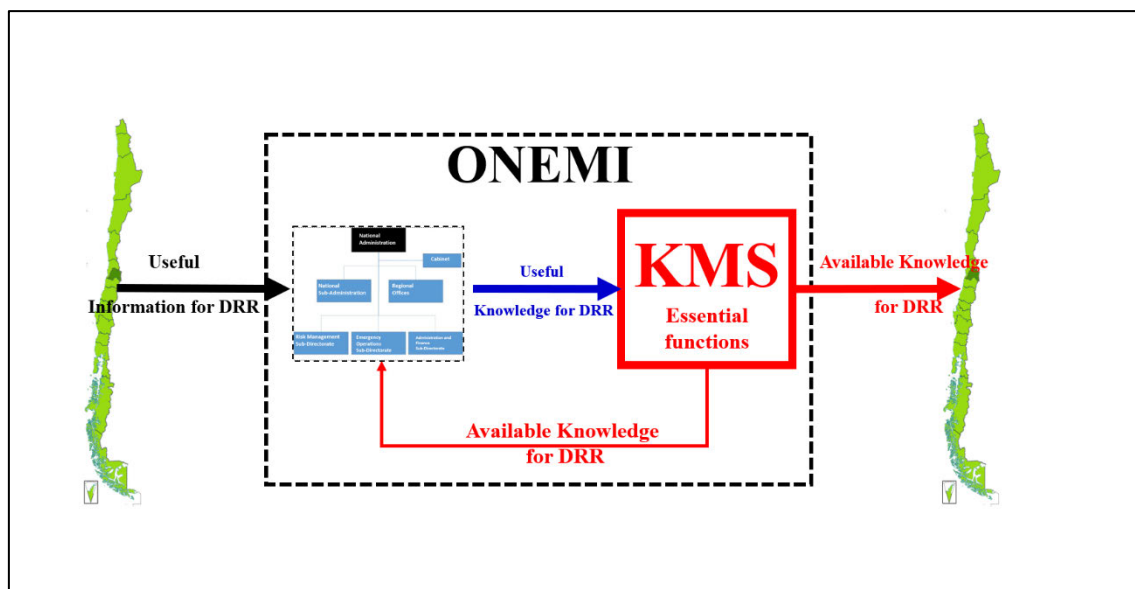 ONEMI
National
Administration
Cabinet
National
Sub-Administration
Regional
Offices
Risk Management
Sub-Directorate
Emergency
Operations
Sub-Directorate
Administration and
Finance
Sub-Directorate
Useful
Information for DRR
Useful
Knowledge for DRR
KMS
Essential
functions
Available Knowledge
for DRR
Available Knowledge
for DRR